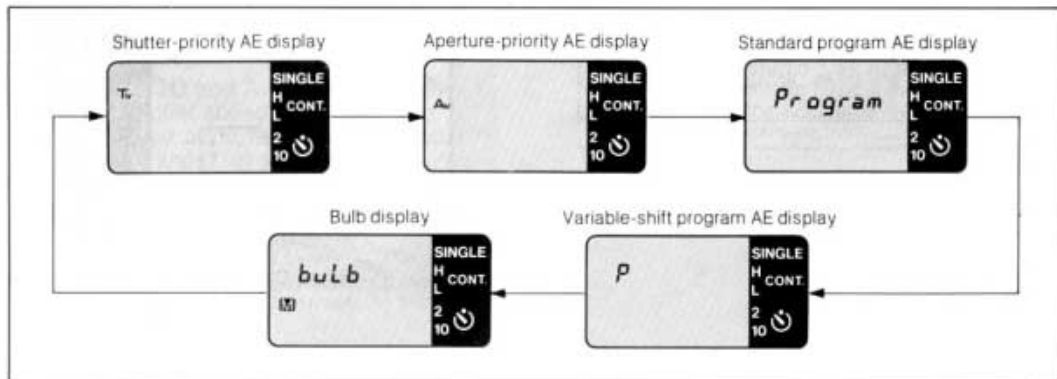 Shutter-priority AE display
Tv
SINGLE
H
CONT.
L
2
10
Aperture-priority AE display
Av
SINGLE
H
CONT.
L
2
10
Standard program AE display
Program
SINGLE
H
CONT.
L
2
10
Bulb display
bulb
M
SINGLE
H
CONT.
L
2
10
Variable-shift program AE display
P
SINGLE
H
CONT.
L
2
10